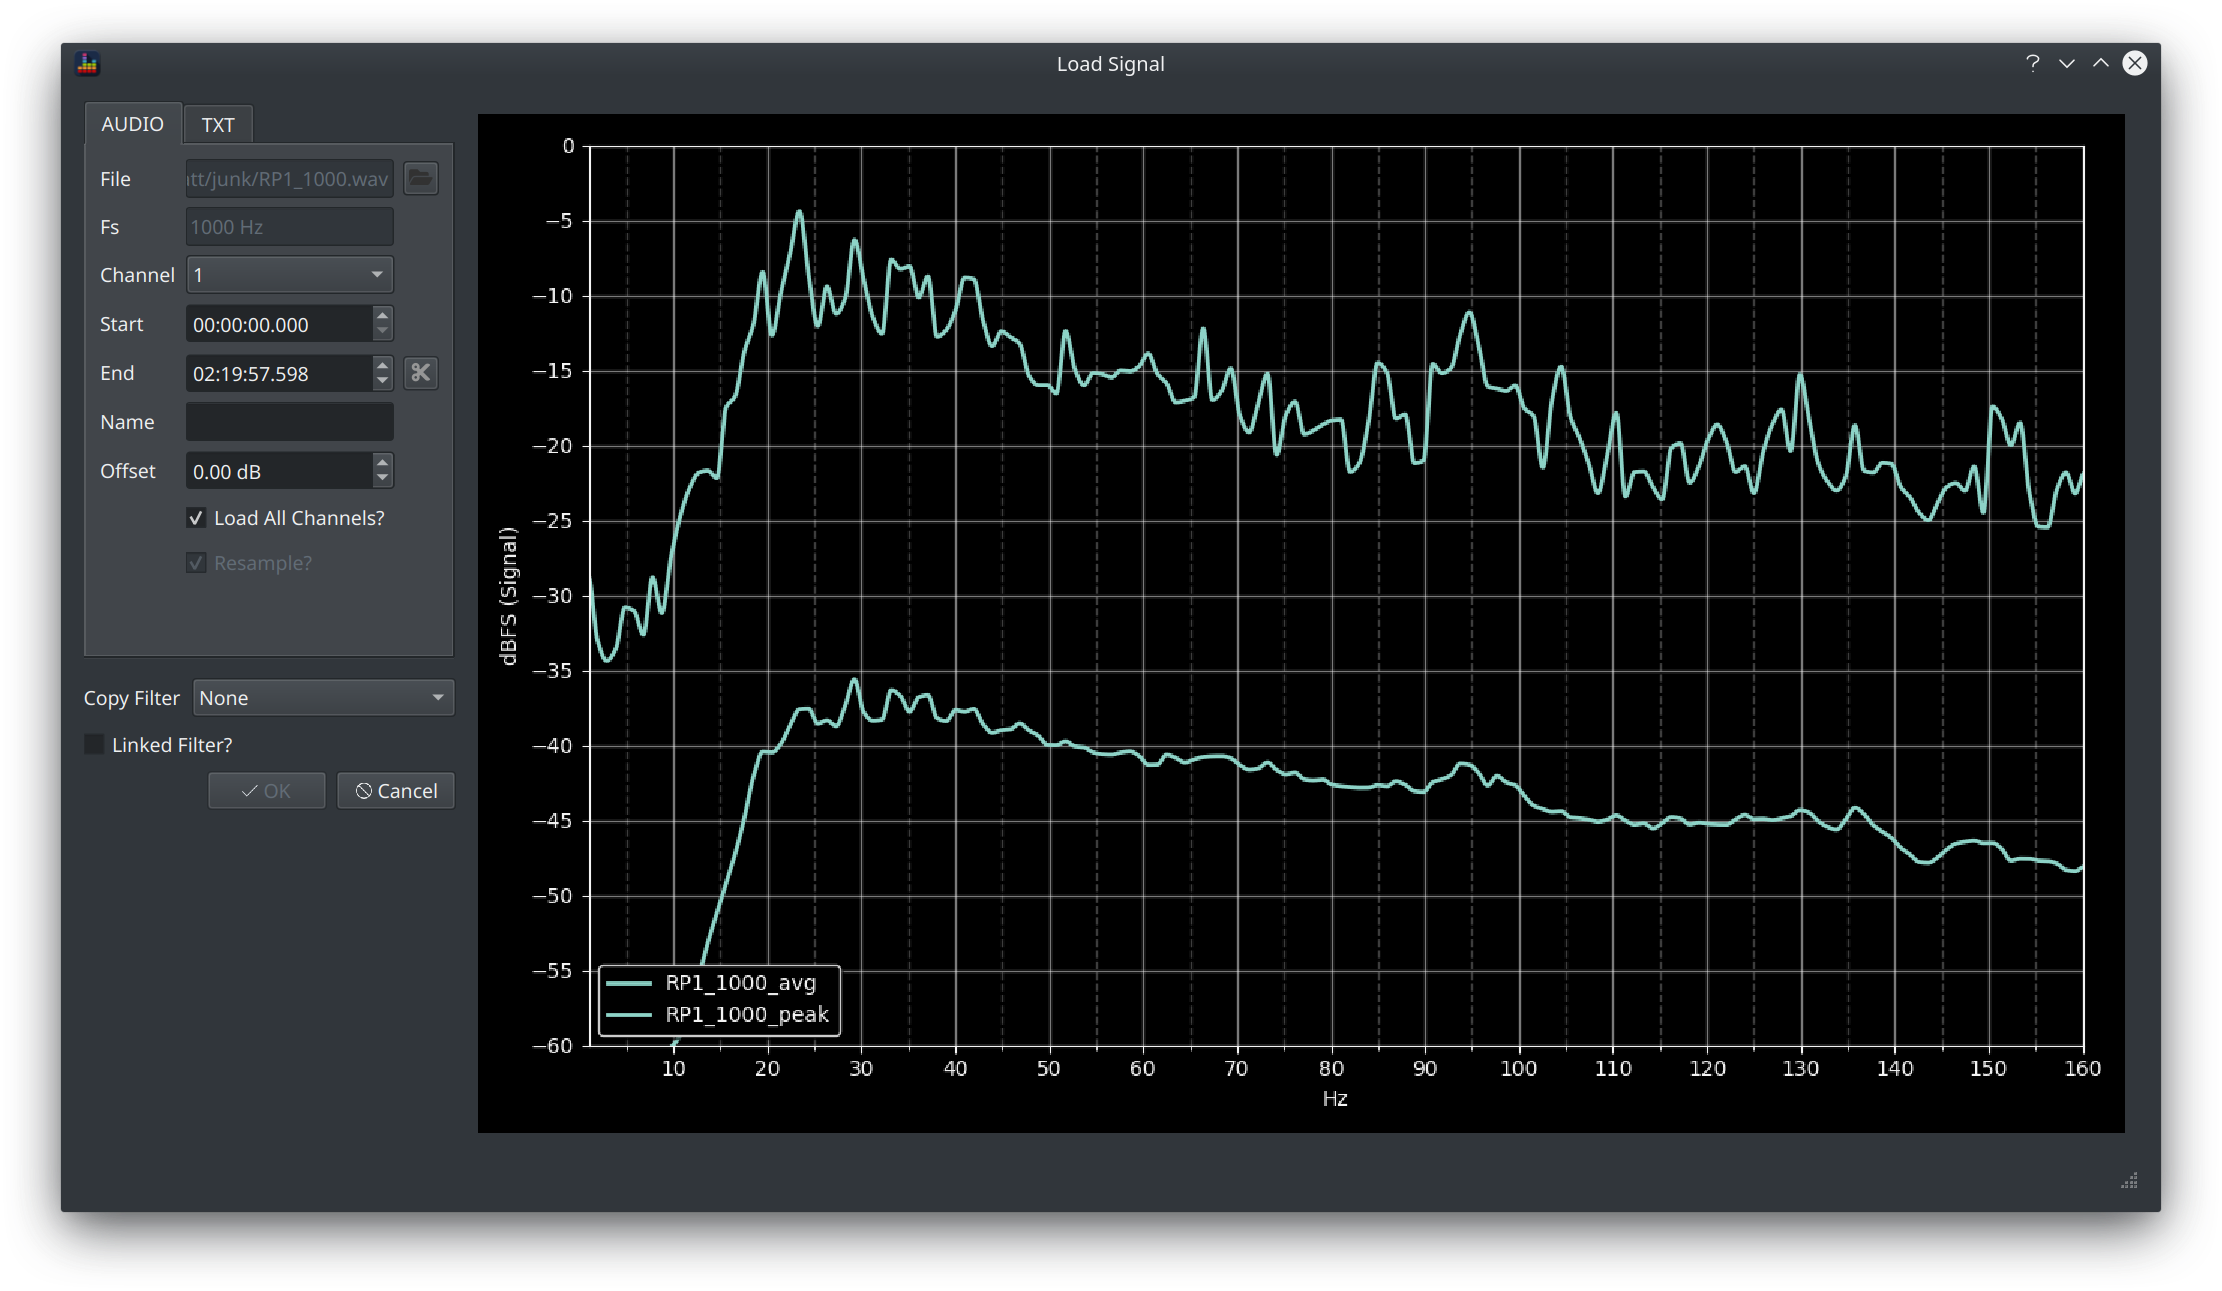 Load Signal
AUDIO TXT
File tt/junk/RP1_1000.wav
Fs 1000 Hz
Channel 1
Start 00:00:00.000
End 02:19:57.598
Name
Offset 0.00 dB
Load All Channels?
Resample?
Copy Filter None
Linked Filter?
OK Cancel
dBFS (Signal)
0
−5
−10
−15
−20
−25
−30
−35
−40
−45
−50
−55
−60
RP1_1000_avg
RP1_1000_peak
10 20 30 40 50 60 70 80 90 100 110 120 130 140 150 160
Hz